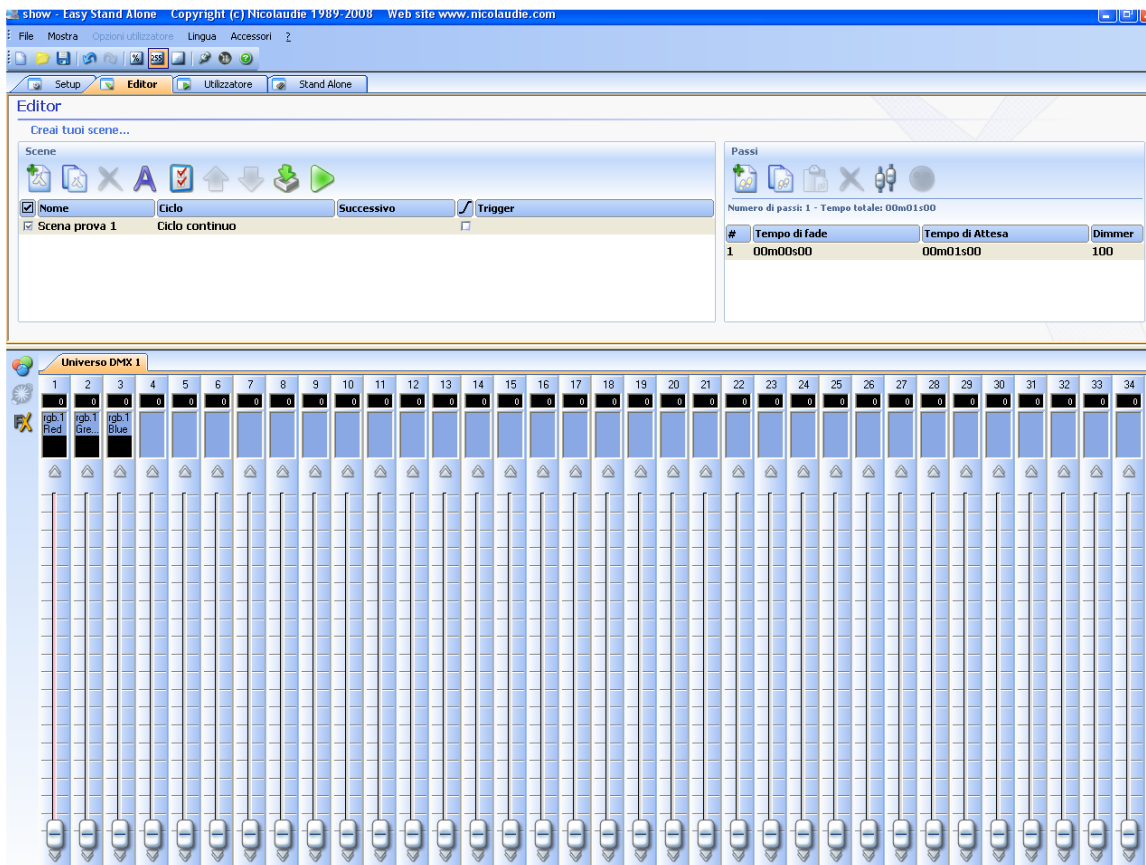 show - Easy Stand Alone Copyright (c) Nicolaudie 1989-2008 Web site www.nicolaudie.com
File Mostra Opzioni utilizzatore Lingua Accessori ?
% 255
Setup Editor Utilizzatore Stand Alone
Editor
Creai tuoi scene...
Scene
A
Nome Ciclo Successivo Trigger
Scena prova 1 Ciclo continuo
Passi
Numero di passi: 1 - Tempo totale: 00m01s00
# Tempo di fade Tempo di Attesa Dimmer
1 00m00s00 00m01s00 100
Universo DMX 1
1 2 3 4 5 6 7 8 9 10 11 12 13 14 15 16 17 18 19 20 21 22 23 24 25 26 27 28 29 30 31 32 33 34
0 0 0 0 0 0 0 0 0 0 0 0 0 0 0 0 0 0 0 0 0 0 0 0 0 0 0 0 0 0 0 0 0 0
FX
rgb.1 rgb.1 rgb.1
Red Gre... Blue